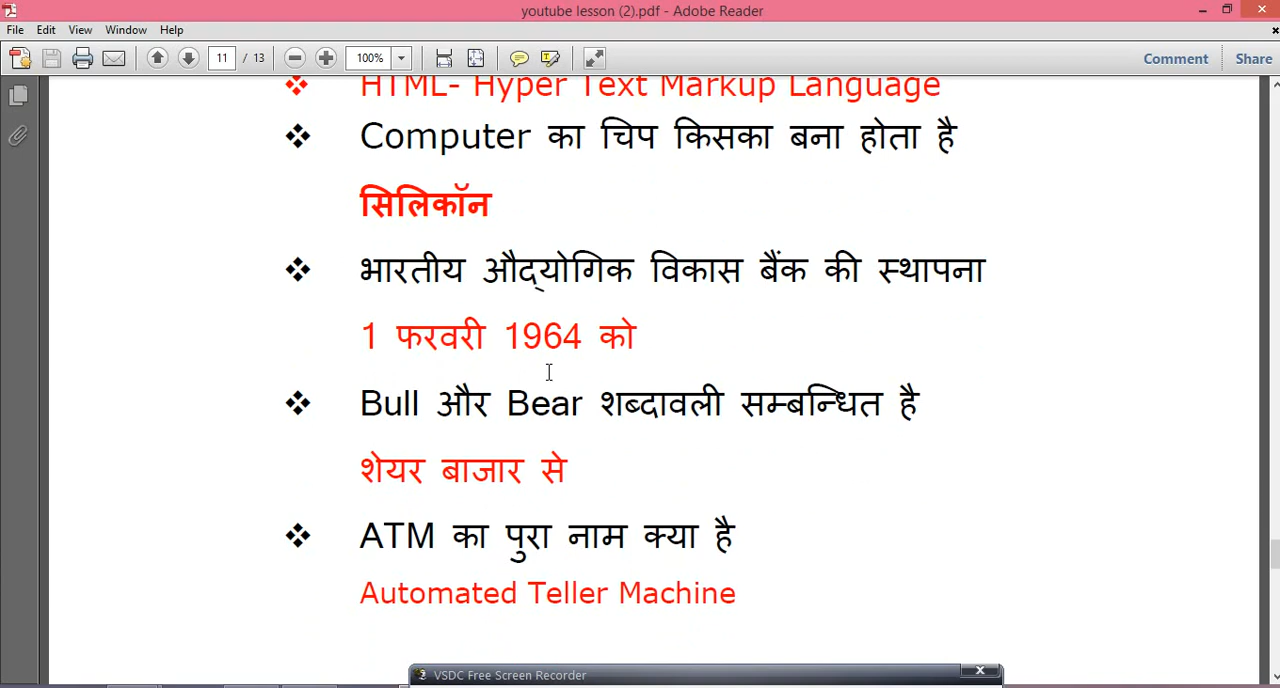 youtube lesson (2).pdf - Adobe Reader
File Edit View Window Help
11 / 13 100% Comment Share
HTML- Hyper Text Markup Language
Computer का चिप किसका बना होता है
सिलिकॉन
भारतीय औद्‌योगिक विकास बैंक की स्थापना
1 फरवरी 1964 को
Bull और Bear शब्दावली सम्बन्धित है
शेयर बाजार से
ATM का पुरा नाम क्या है
Automated Teller Machine
VSDC Free Screen Recorder